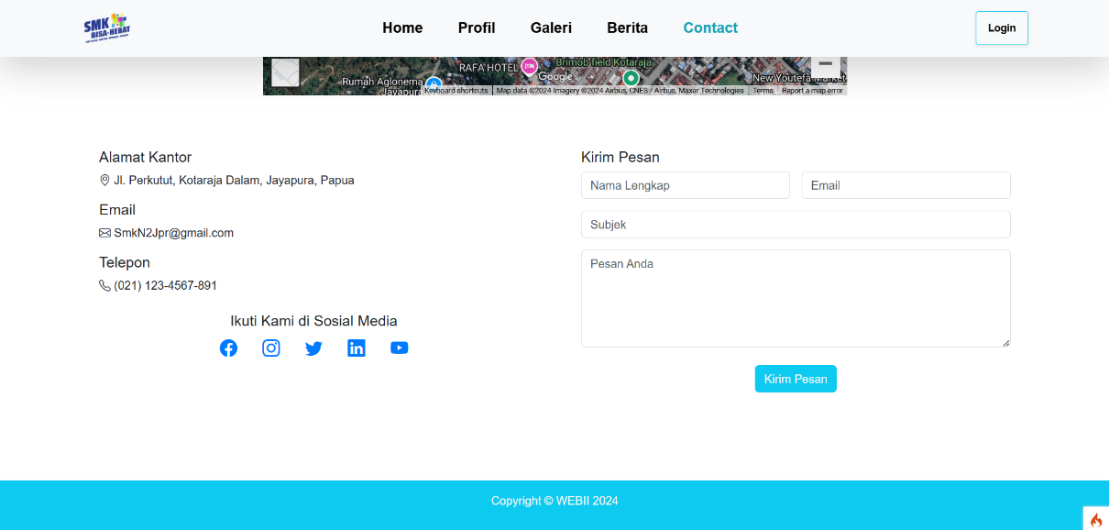 SMK
BISA-HEBAT
Home Profil Galeri Berita Contact
Login
RAFA HOTEL
Brimob field Kotaraja
Google
Rumah Aglonema
Jayapura
New Youtefa Market
Keyboard shortcuts Map data ©2024 Imagery ©2024 Airbus, CNES / Airbus, Maxar Technologies Terms Report a map error
Alamat Kantor
Jl. Perkutut, Kotaraja Dalam, Jayapura, Papua
Email
SmkN2Jpr@gmail.com
Telepon
(021) 123-4567-891
Ikuti Kami di Sosial Media
Kirim Pesan
Nama Lengkap Email
Subjek
Pesan Anda
Kirim Pesan
Copyright © WEBII 2024